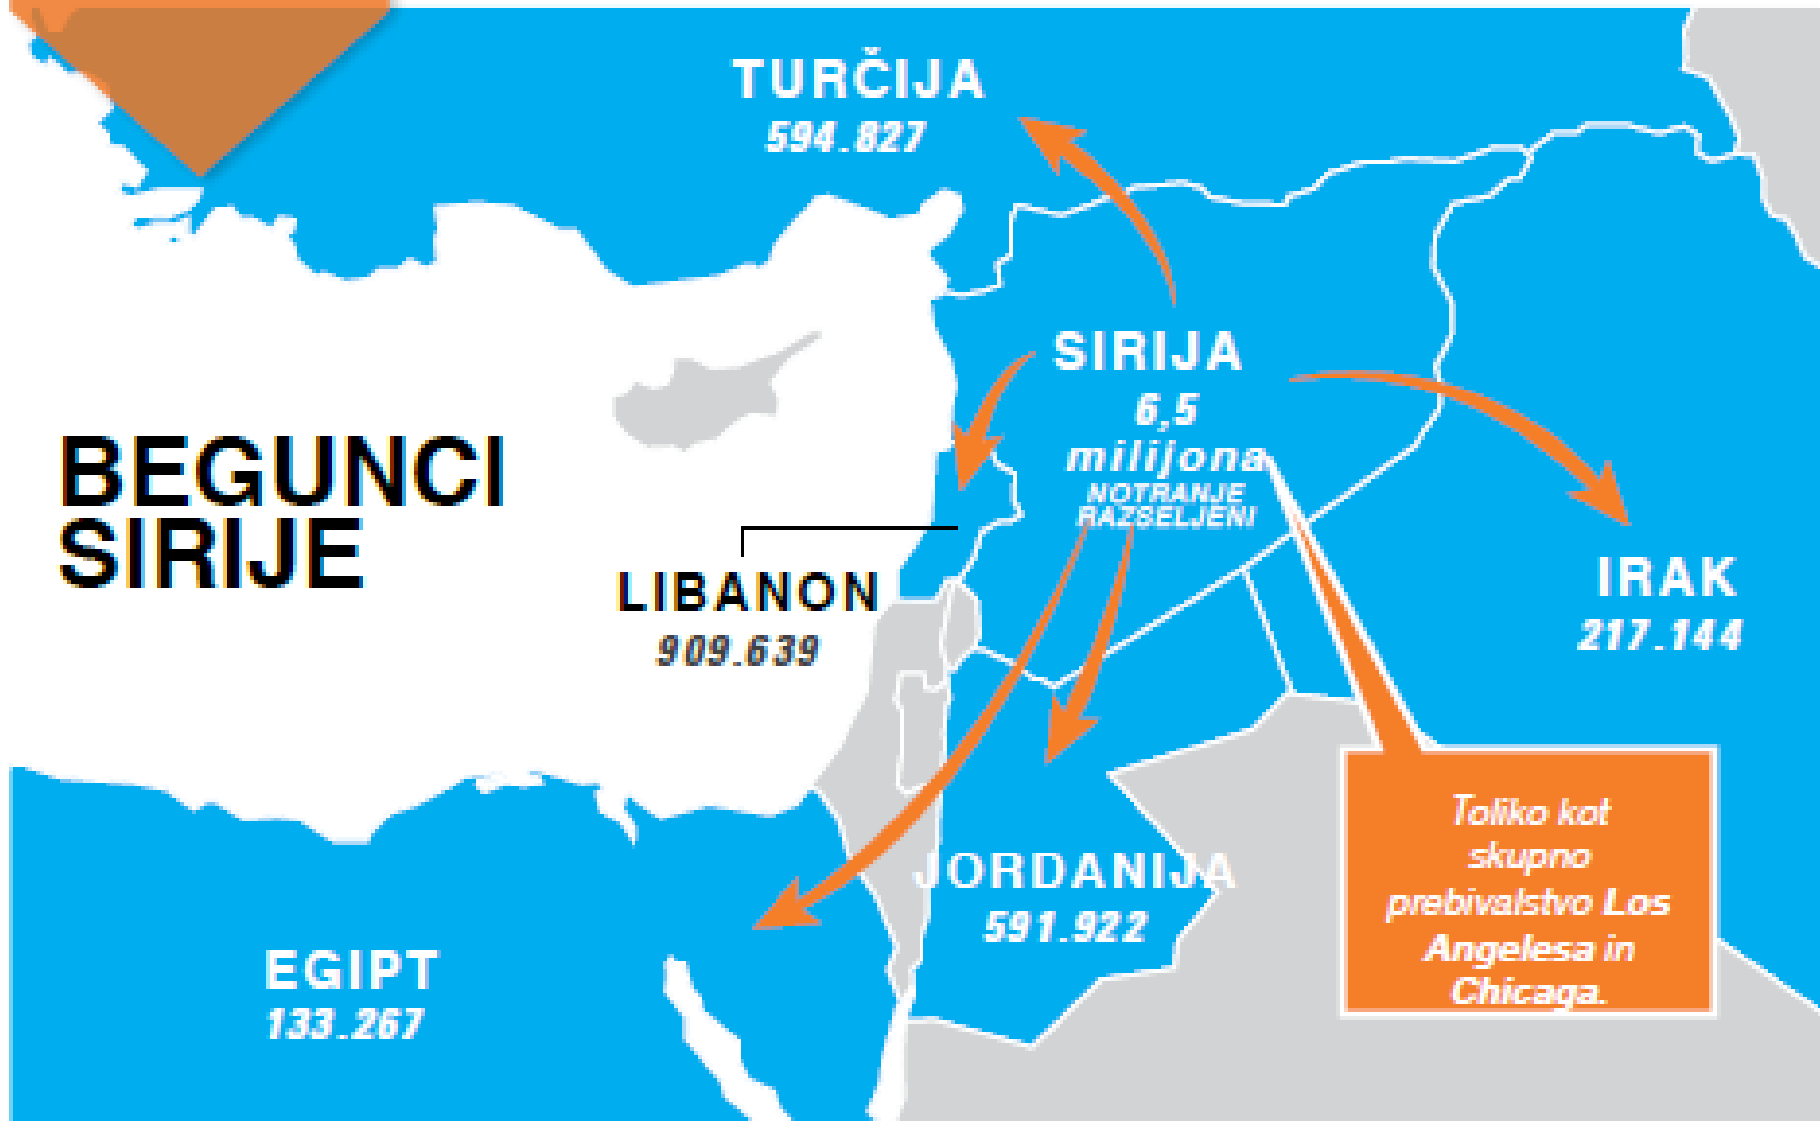 TURČIJA
594.827
SIRIJA
6,5
milijona
NOTRANJE
RAZSELJENI
BEGUNCI
SIRIJE
LIBANON
909.639
IRAK
217.144
JORDANIJA
591.922
EGIPT
133.267
Toliko kot
skupno
prebivalstvo Los
Angelesa in
Chicaga.